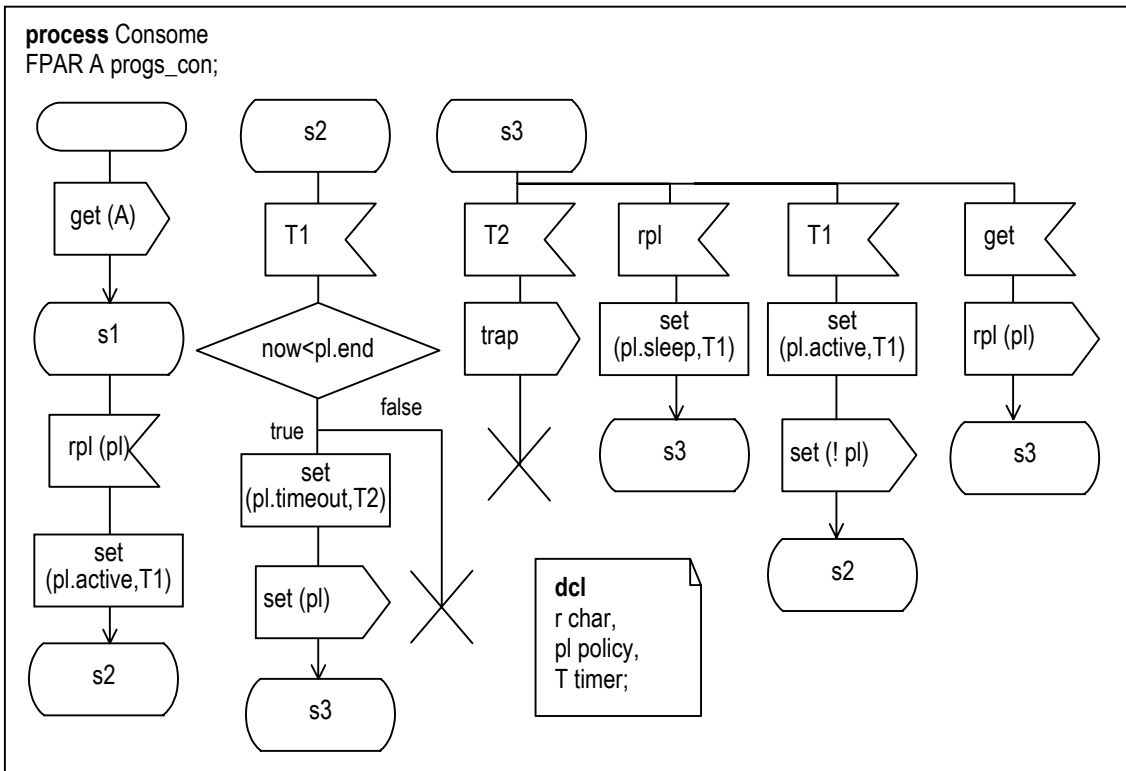 process Consome
FPAR A progs_con;
get (A)
s1
rpl (pl)
set
(pl.active,T1)
s2
s2
T1
now<pl.end
true
false
set
(pl.timeout,T2)
set (pl)
s3
s3
T2
trap
rpl
set
(pl.sleep,T1)
s3
T1
set
(pl.active,T1)
set (! pl)
s2
get
rpl (pl)
s3
dcl
r char,
pl policy,
T timer;